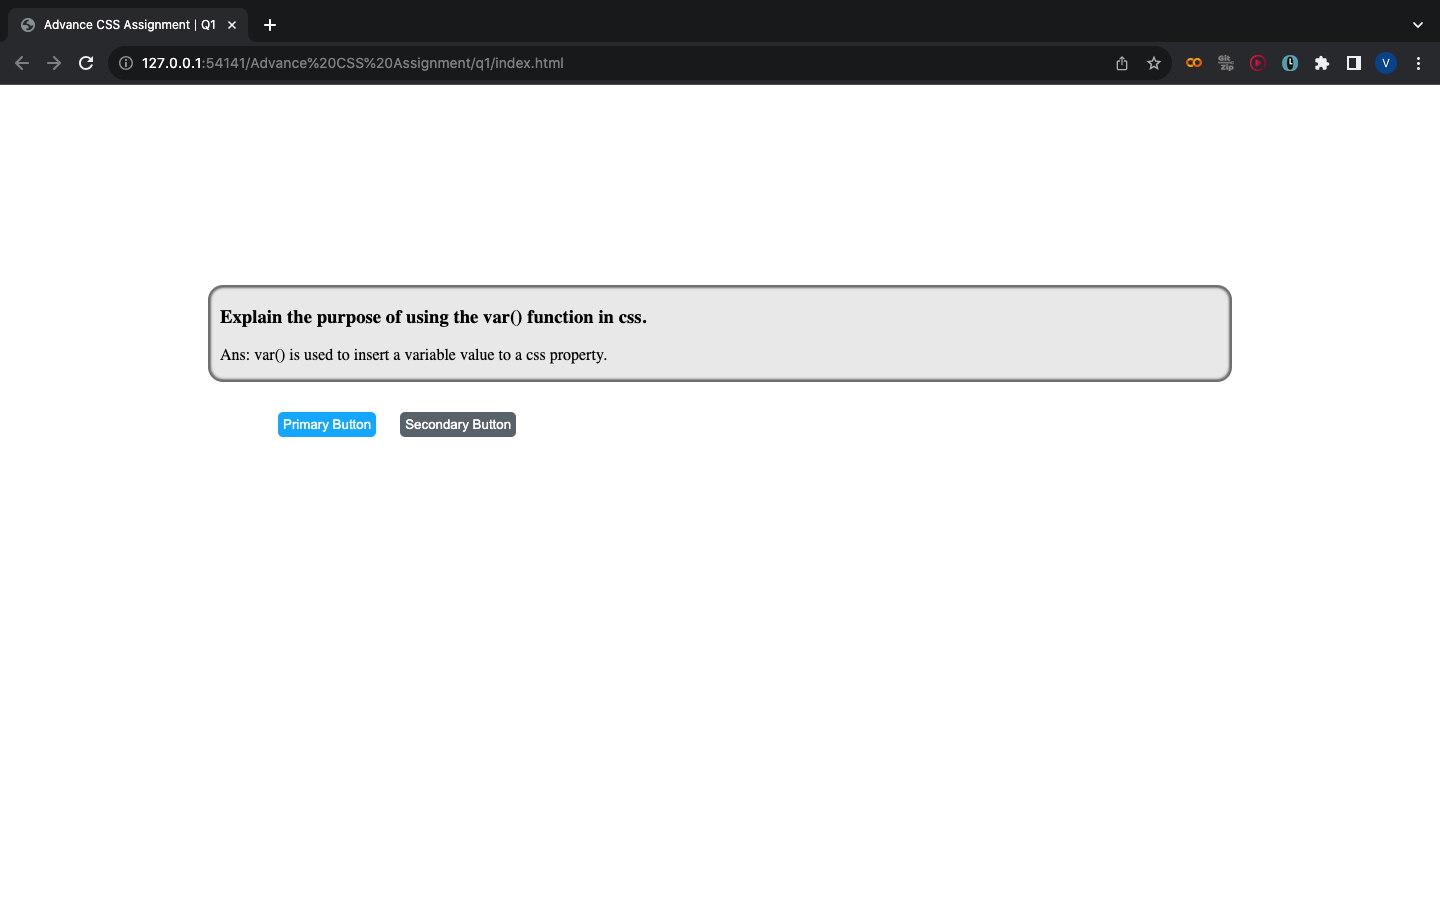 Advance CSS Assignment | Q1
127.0.0.1:54141/Advance%20CSS%20Assignment/q1/index.html
Git Zip
V
Explain the purpose of using the var() function in css.
Ans: var() is used to insert a variable value to a css property.
Primary Button
Secondary Button